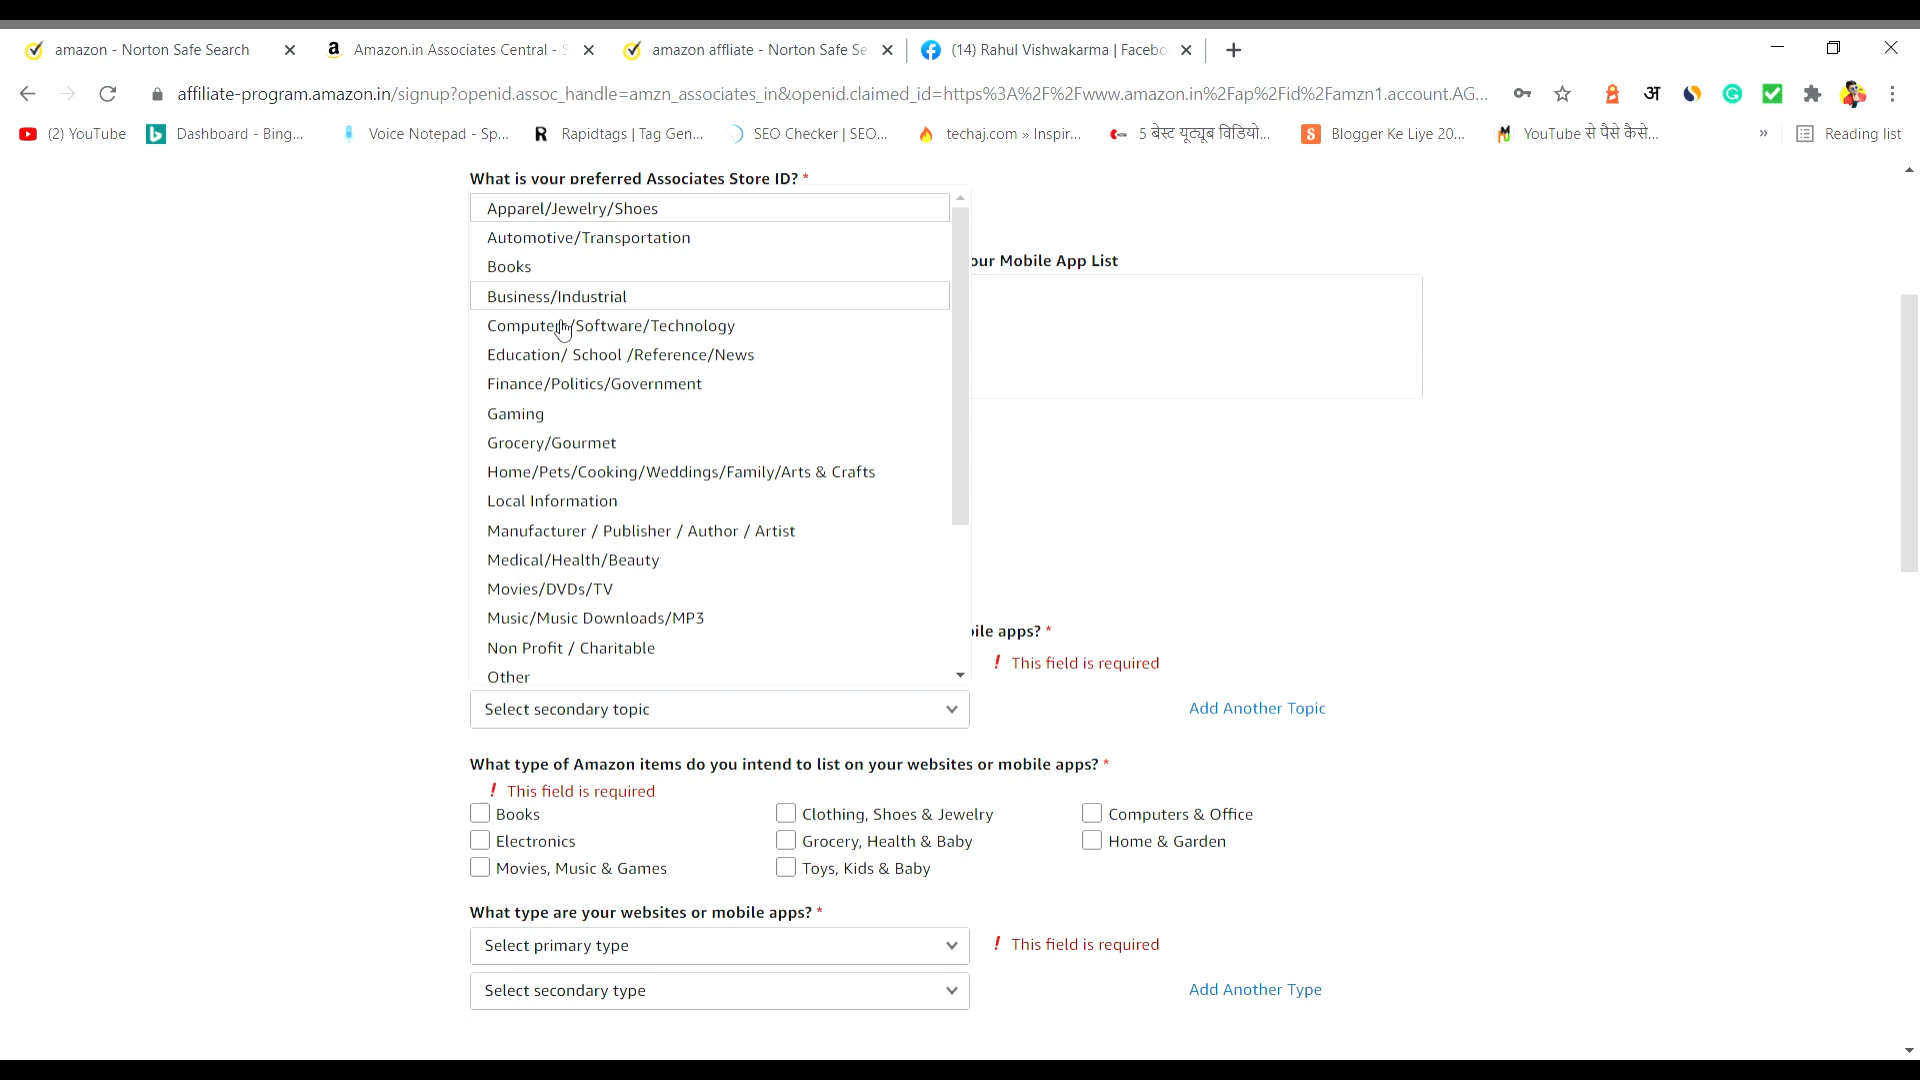 amazon - Norton Safe Search
Amazon.in Associates Central - S
amazon affliate - Norton Safe Se
(14) Rahul Vishwakarma | Facebo
affiliate-program.amazon.in/signup?openid.assoc_handle=amzn_associates_in&openid.claimed_id=https%3A%2F%2Fwww.amazon.in%2Fap%2Fid%2Famzn1.account.AG...
अ
(2) YouTube
Dashboard - Bing...
Voice Notepad - Sp...
Rapidtags | Tag Gen...
SEO Checker | SEO...
techaj.com » Inspir...
5 बेस्ट यूट्यूब विडियो...
Blogger Ke Liye 20...
YouTube से पैसे कैसे...
»
Reading list
What is your preferred Associates Store ID? *
Apparel/Jewelry/Shoes
Automotive/Transportation
Books
our Mobile App List
Business/Industrial
/Software/Technology
Education/ School /Reference/News
Finance/Politics/Government
Gaming
Grocery/Gourmet
Home/Pets/Cooking/Weddings/Family/Arts & Crafts
Local Information
Manufacturer / Publisher / Author / Artist
Medical/Health/Beauty
Movies/DVDs/TV
Music/Music Downloads/MP3
bile apps? *
Non Profit / Charitable
! This field is required
Other
Select secondary topic
Add Another Topic
What type of Amazon items do you intend to list on your websites or mobile apps? *
! This field is required
Books
Clothing, Shoes & Jewelry
Computers & Office
Electronics
Grocery, Health & Baby
Home & Garden
Movies, Music & Games
Toys, Kids & Baby
What type are your websites or mobile apps? *
Select primary type
! This field is required
Select secondary type
Add Another Type